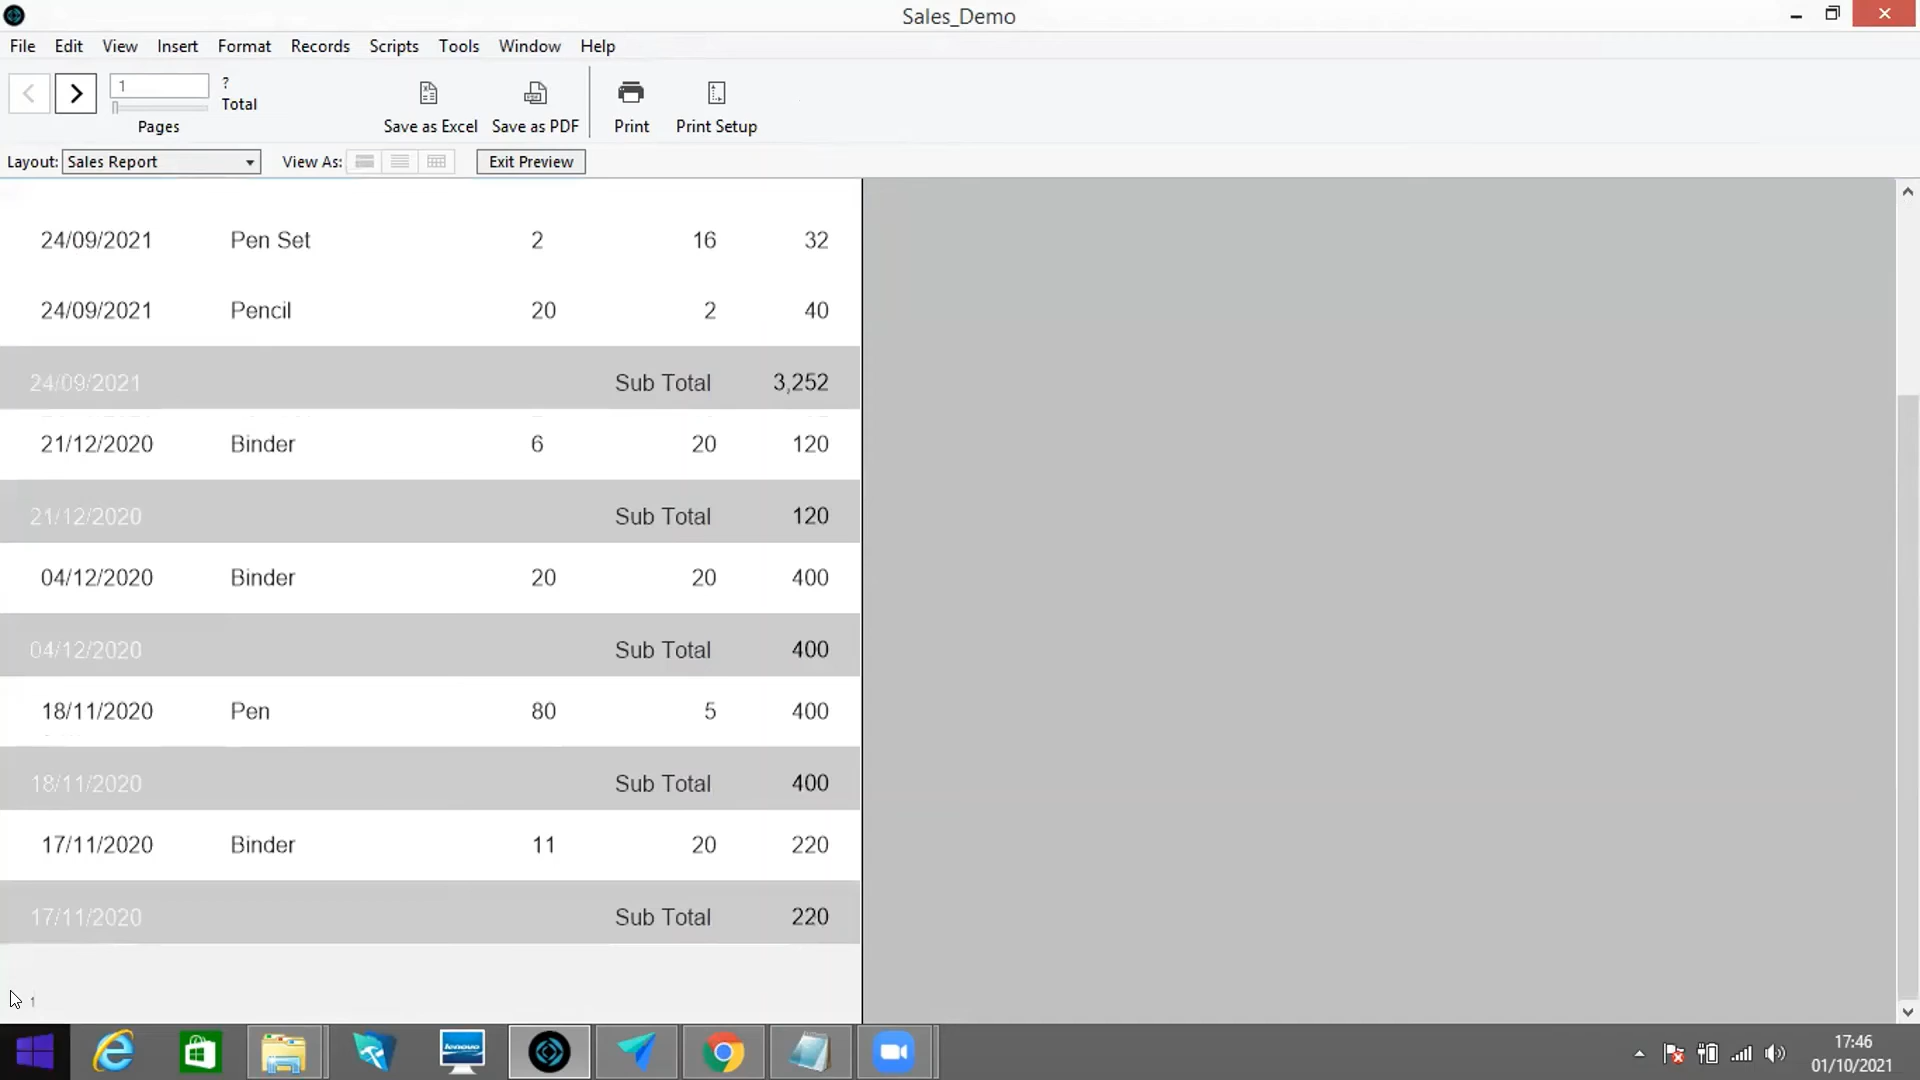 Sales_Demo
File Edit View Insert Format Records Scripts Tools Window Help
1 ? Total
Pages
Save as Excel Save as PDF Print Print Setup
Layout: Sales Report View As: Exit Preview
24/09/2021 Pen Set 2 16 32
24/09/2021 Pencil 20 2 40
24/09/2021 Sub Total 3,252
21/12/2020 Binder 6 20 120
21/12/2020 Sub Total 120
04/12/2020 Binder 20 20 400
04/12/2020 Sub Total 400
18/11/2020 Pen 80 5 400
18/11/2020 Sub Total 400
17/11/2020 Binder 11 20 220
17/11/2020 Sub Total 220
1
lenovo
17:46
01/10/2021